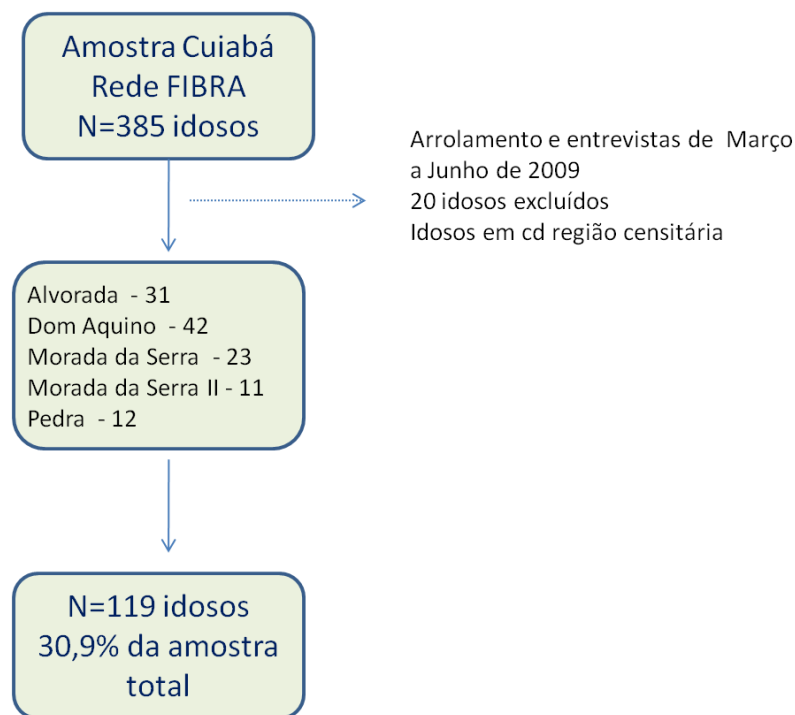 Amostra Cuiabá
Rede FIBRA
N=385 idosos
Arrolamento e entrevistas de Março
a Junho de 2009
20 idosos excluídos
Idosos em cd região censitária
Alvorada - 31
Dom Aquino - 42
Morada da Serra - 23
Morada da Serra II - 11
Pedra - 12
N=119 idosos
30,9% da amostra
total